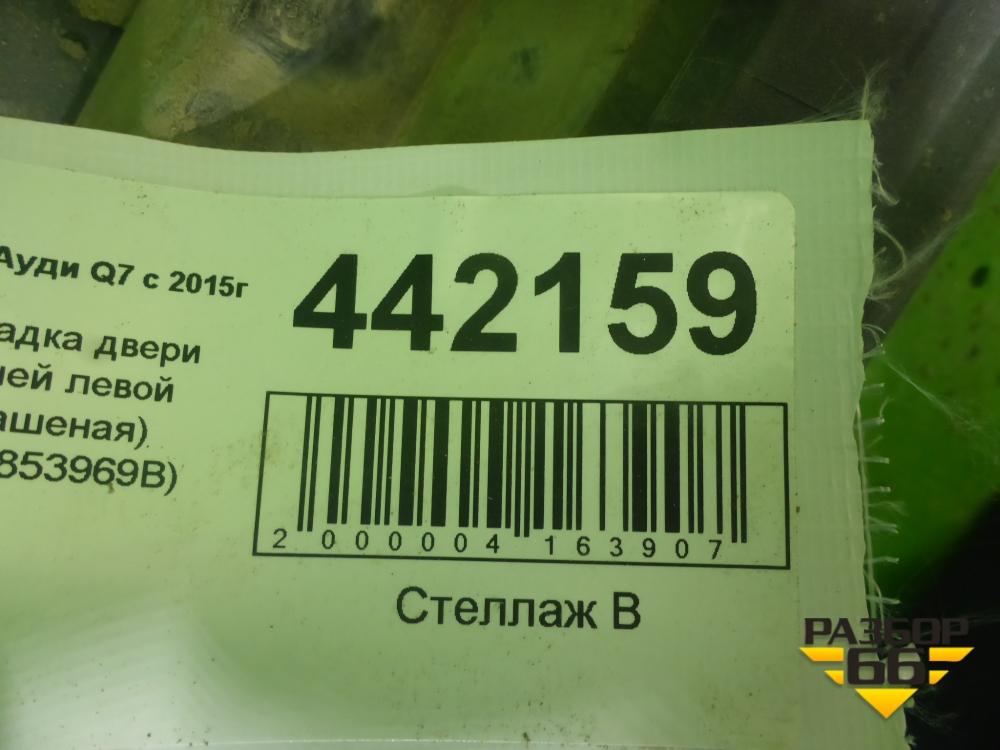 Ауди Q7 с 2015г
442159
адка двери
ней левой
ашеная)
853969B)
2 000004 163907
Стеллаж В
РАЗБОР
66